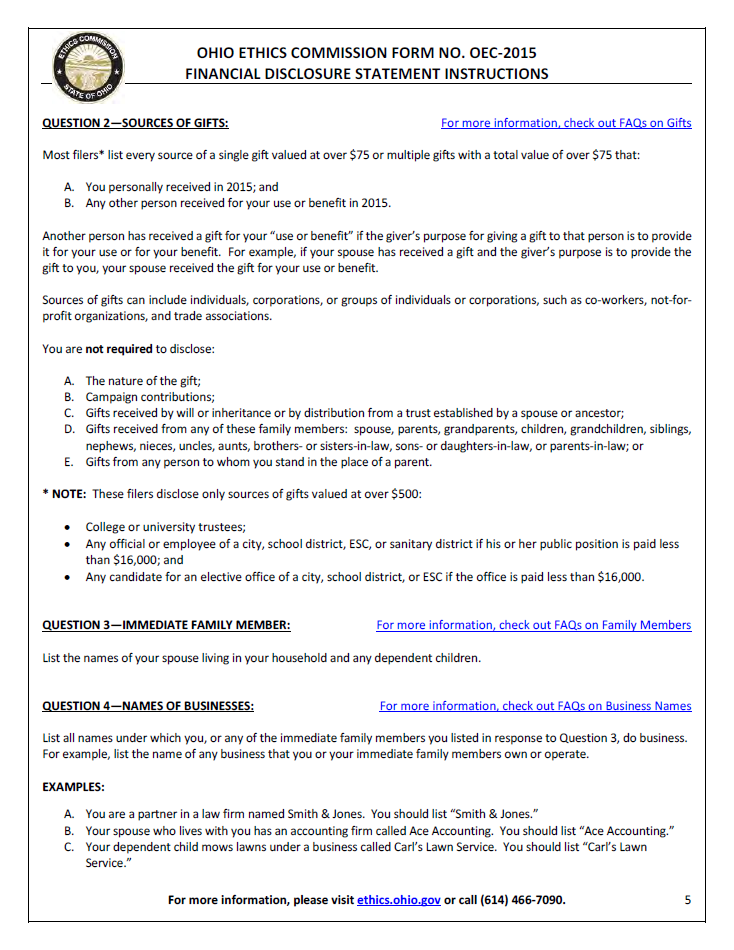 ETHICS COMMISSION
STATE OF OHIO
OHIO ETHICS COMMISSION FORM NO. OEC-2015
FINANCIAL DISCLOSURE STATEMENT INSTRUCTIONS
QUESTION 2—SOURCES OF GIFTS: For more information, check out FAQs on Gifts
Most filers* list every source of a single gift valued at over $75 or multiple gifts with a total value of over $75 that:
A. You personally received in 2015; and
B. Any other person received for your use or benefit in 2015.
Another person has received a gift for your “use or benefit” if the giver’s purpose for giving a gift to that person is to provide
it for your use or for your benefit. For example, if your spouse has received a gift and the giver’s purpose is to provide the
gift to you, your spouse received the gift for your use or benefit.
Sources of gifts can include individuals, corporations, or groups of individuals or corporations, such as co-workers, not-for-
profit organizations, and trade associations.
You are not required to disclose:
A. The nature of the gift;
B. Campaign contributions;
C. Gifts received by will or inheritance or by distribution from a trust established by a spouse or ancestor;
D. Gifts received from any of these family members: spouse, parents, grandparents, children, grandchildren, siblings,
nephews, nieces, uncles, aunts, brothers- or sisters-in-law, sons- or daughters-in-law, or parents-in-law; or
E. Gifts from any person to whom you stand in the place of a parent.
* NOTE: These filers disclose only sources of gifts valued at over $500:
• College or university trustees;
• Any official or employee of a city, school district, ESC, or sanitary district if his or her public position is paid less
than $16,000; and
• Any candidate for an elective office of a city, school district, or ESC if the office is paid less than $16,000.
QUESTION 3—IMMEDIATE FAMILY MEMBER: For more information, check out FAQs on Family Members
List the names of your spouse living in your household and any dependent children.
QUESTION 4—NAMES OF BUSINESSES: For more information, check out FAQs on Business Names
List all names under which you, or any of the immediate family members you listed in response to Question 3, do business.
For example, list the name of any business that you or your immediate family members own or operate.
EXAMPLES:
A. You are a partner in a law firm named Smith & Jones. You should list “Smith & Jones.”
B. Your spouse who lives with you has an accounting firm called Ace Accounting. You should list “Ace Accounting.”
C. Your dependent child mows lawns under a business called Carl’s Lawn Service. You should list “Carl’s Lawn
Service.”
For more information, please visit ethics.ohio.gov or call (614) 466-7090. 5